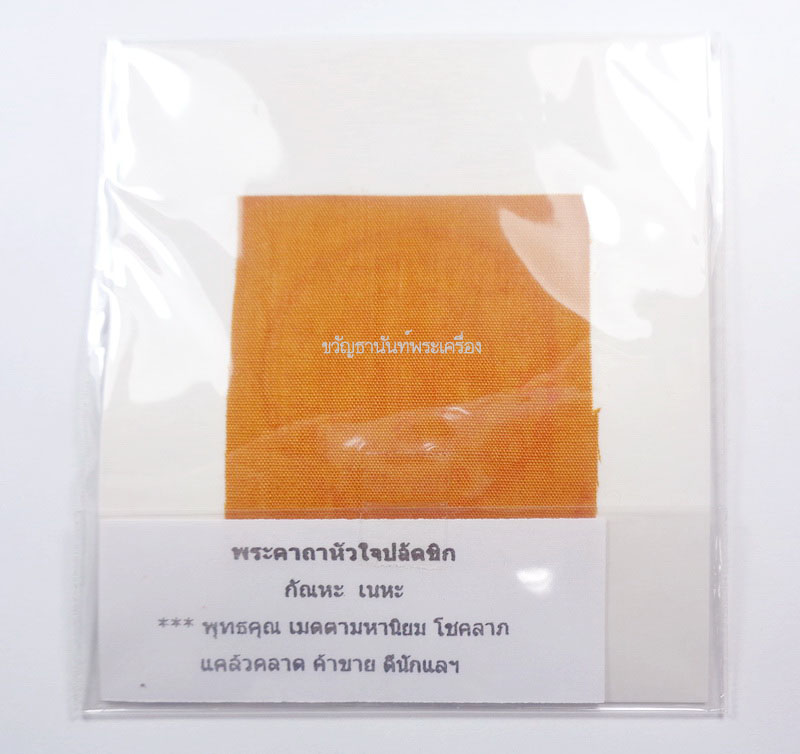 ขวัญธานันท์พระเครื่อง
พระคาถาหัวใจปลัดขิก
กัณหะ เนหะ
*** พุทธคุณ เมตตามหานิยม โชคลาภ
แคล้วคลาด ค้าขาย ดีนักแลฯ